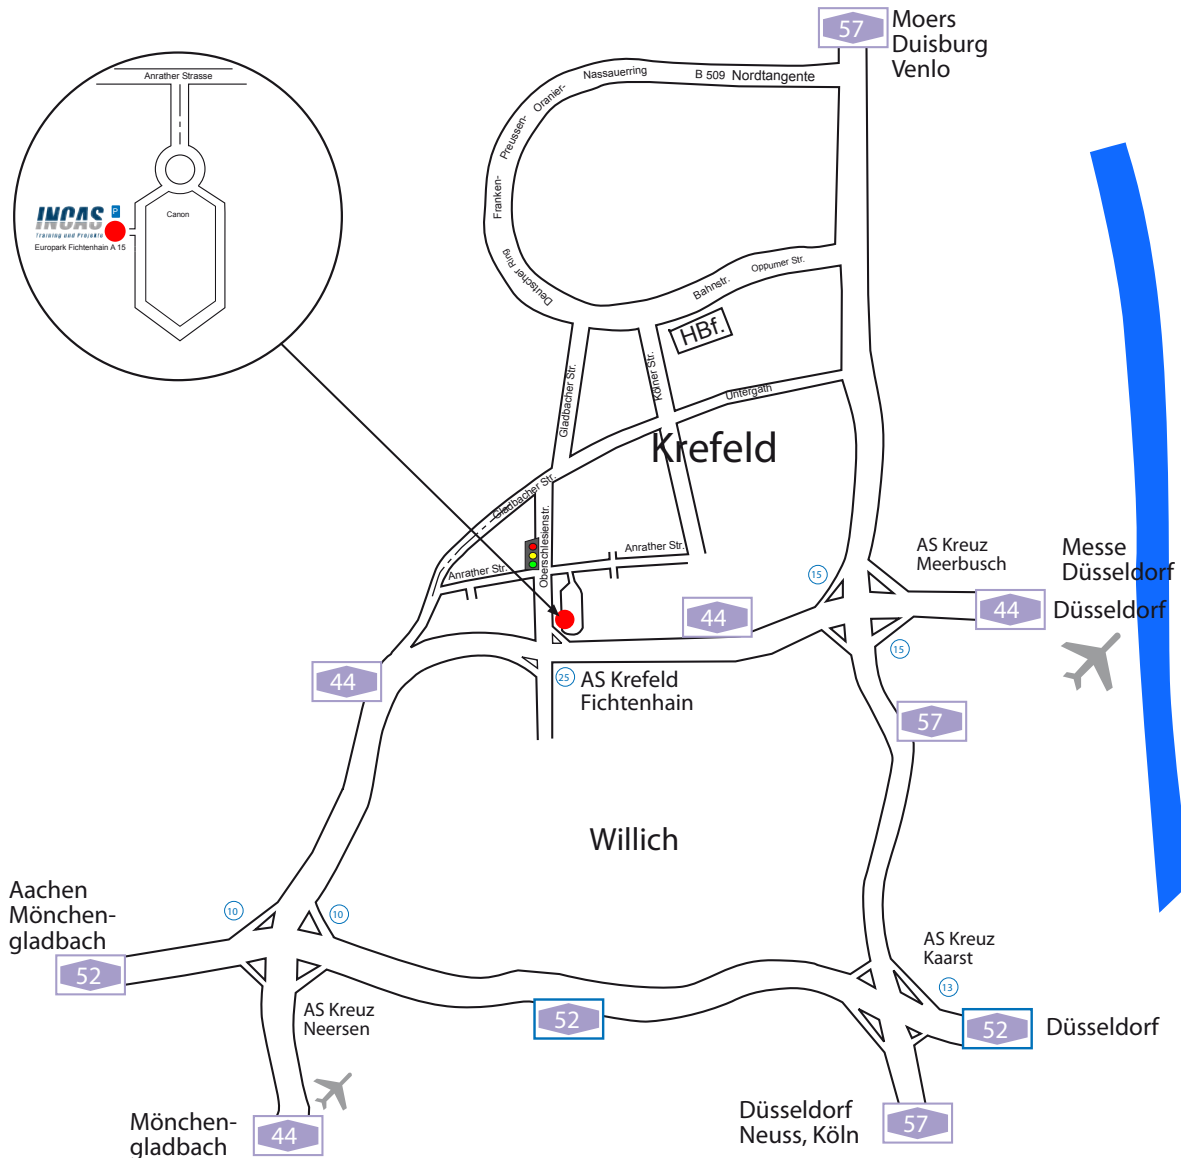 57
Moers
Duisburg
Venlo
Nassauerring
B 509 Nordtangente
Oranier-
Preussen-
Franken-
Deutscher Ring
Anrather Strasse
Canon
P
INCAS
Training und Projekte
Europark Fichtenhain A 15
Oppumer Str.
Bahnstr.
HBf.
Kölner Str.
Gladbacher Str.
Untergath
Krefeld
Gladbacher Str.
Oberschlesienstr.
Anrather Str.
Anrather Str.
15
AS Kreuz
Meerbusch
Messe
Düsseldorf
44
44
Düsseldorf
15
44
25
AS Krefeld
Fichtenhain
57
Willich
Aachen
Mönchen-
gladbach
10
10
52
AS Kreuz
Kaarst
13
AS Kreuz
Neersen
52
52
Düsseldorf
Mönchen-
gladbach
44
Düsseldorf
Neuss, Köln
57